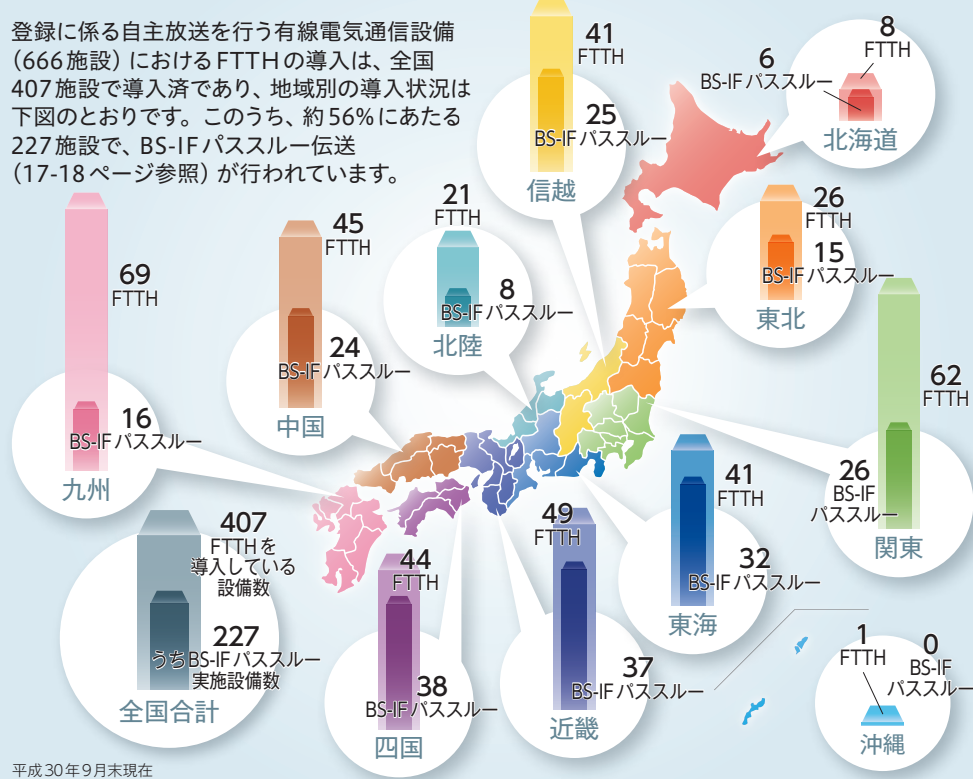 登録に係る自主放送を行う有線電気通信設備
(666施設)におけるFTTHの導入は、全国
407施設で導入済であり、地域別の導入状況は
下図のとおりです。このうち、約56%にあたる
227施設で、BS-IFパススルー伝送
(17-18ページ参照)が行われています。
41
FTTH
25
BS-IFパススルー
信越
8
FTTH
6
BS-IFパススルー
北海道
26
FTTH
15
BS-IFパススルー
東北
21
FTTH
8
BS-IFパススルー
北陸
45
FTTH
24
BS-IFパススルー
中国
69
FTTH
16
BS-IFパススルー
九州
62
FTTH
26
BS-IF
パススルー
関東
41
FTTH
32
BS-IFパススルー
東海
49
FTTH
37
BS-IFパススルー
近畿
44
FTTH
38
BS-IFパススルー
四国
407
FTTHを
導入している
設備数
227
うちBS-IFパススルー
実施設備数
全国合計
1
FTTH
0
BS-IF
パススルー
沖縄
平成30年9月末現在